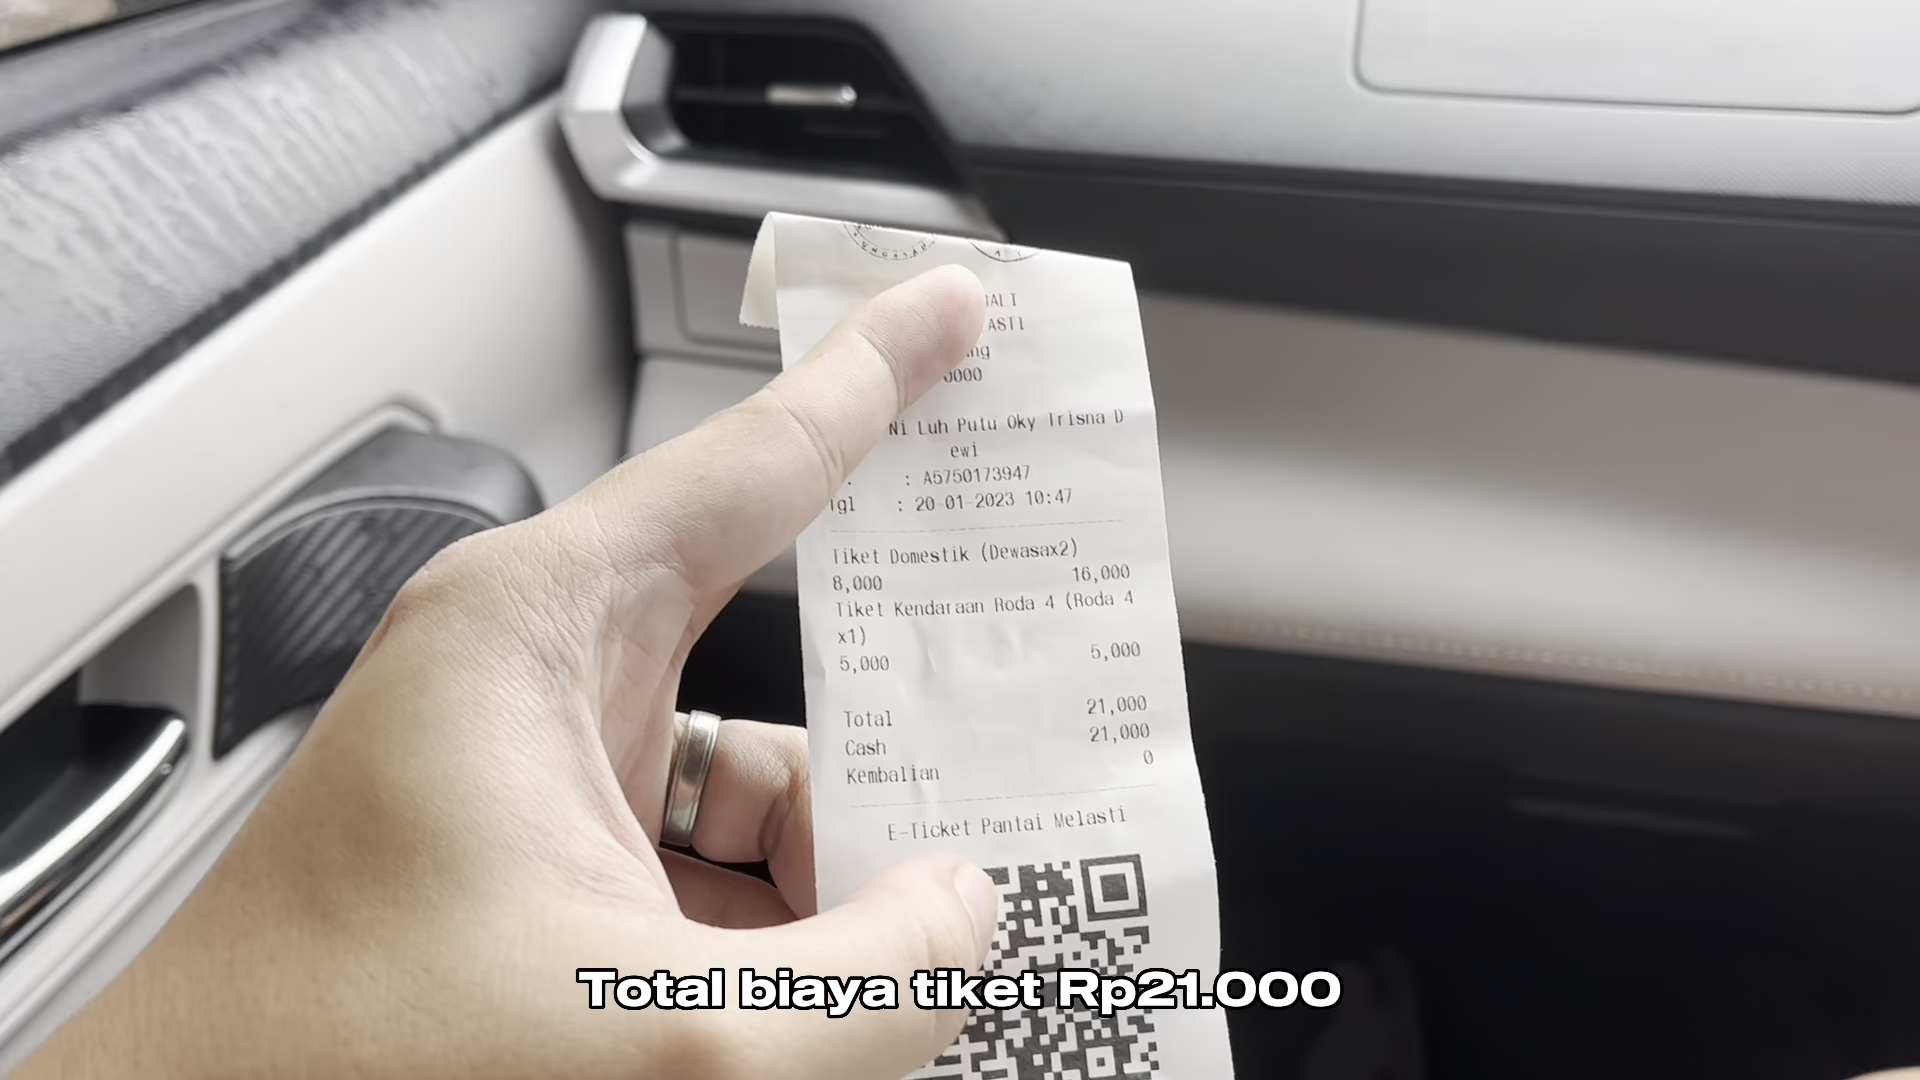 Ni Luh Putu Oky Trisna D
ewi
: A5750173947
Tgl : 20-01-2023 10:47
Tiket Domestik (Dewasax2)
8,000 16,000
Tiket Kendaraan Roda 4 (Roda 4
x1)
5,000 5,000
Total 21,000
Cash 21,000
Kembalian 0
E-Ticket Pantai Melasti
Total biaya tiket Rp21.000